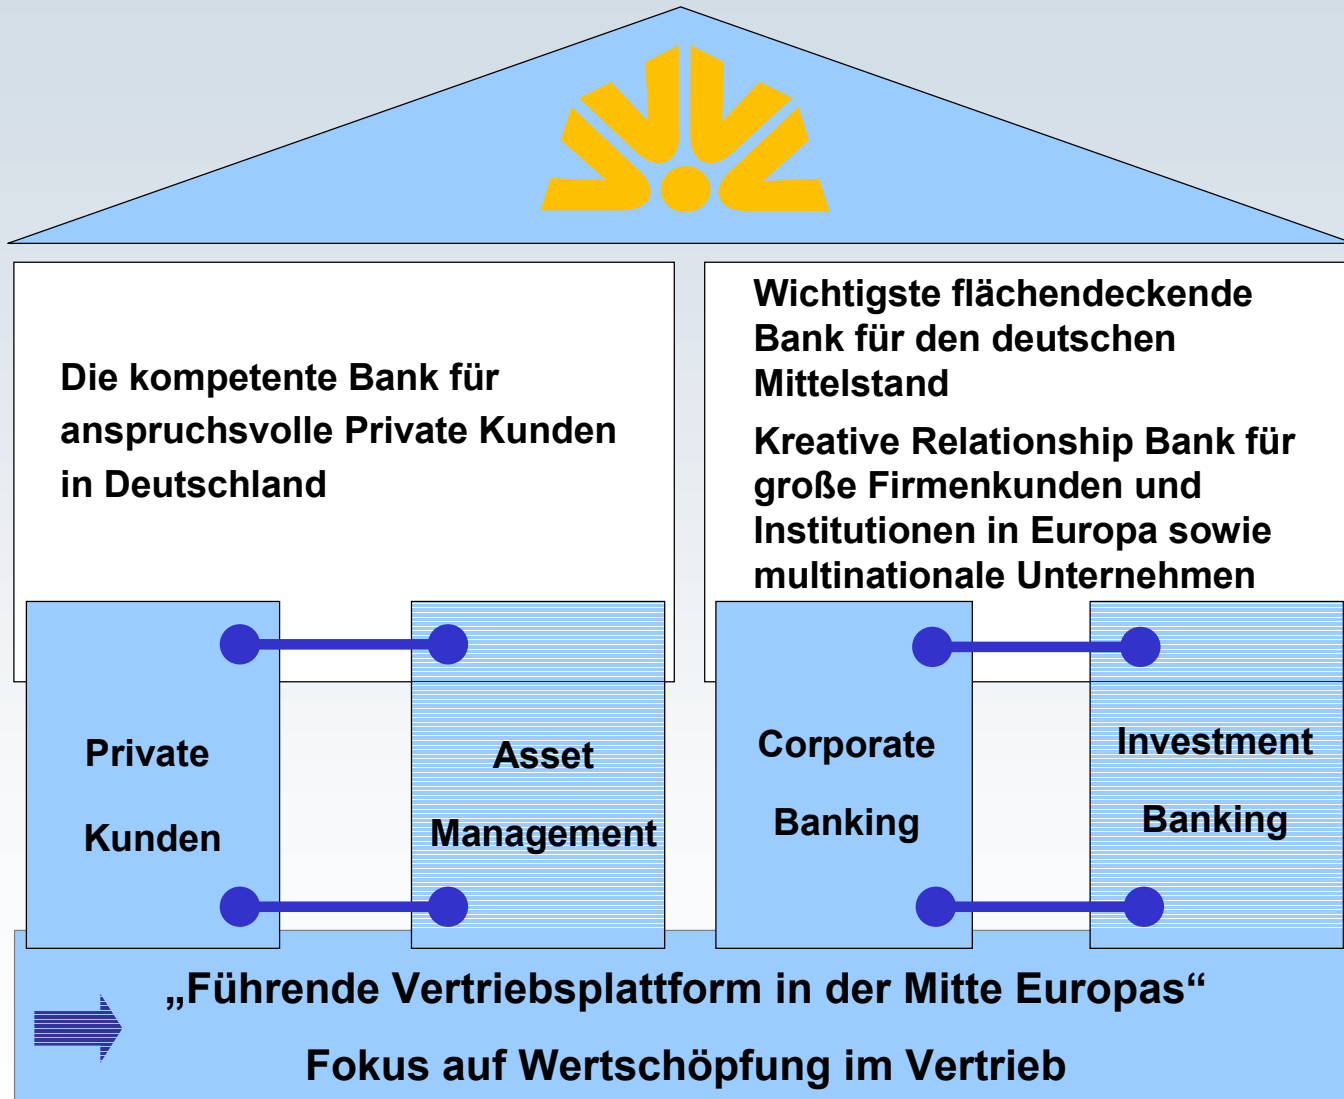 Die kompetente Bank für
anspruchsvolle Private Kunden
in Deutschland
Wichtigste flächendeckende
Bank für den deutschen
Mittelstand
Kreative Relationship Bank für
große Firmenkunden und
Institutionen in Europa sowie
multinationale Unternehmen
Private
Kunden
Asset
Management
Corporate
Banking
Investment
Banking
„Führende Vertriebsplattform in der Mitte Europas“
Fokus auf Wertschöpfung im Vertrieb